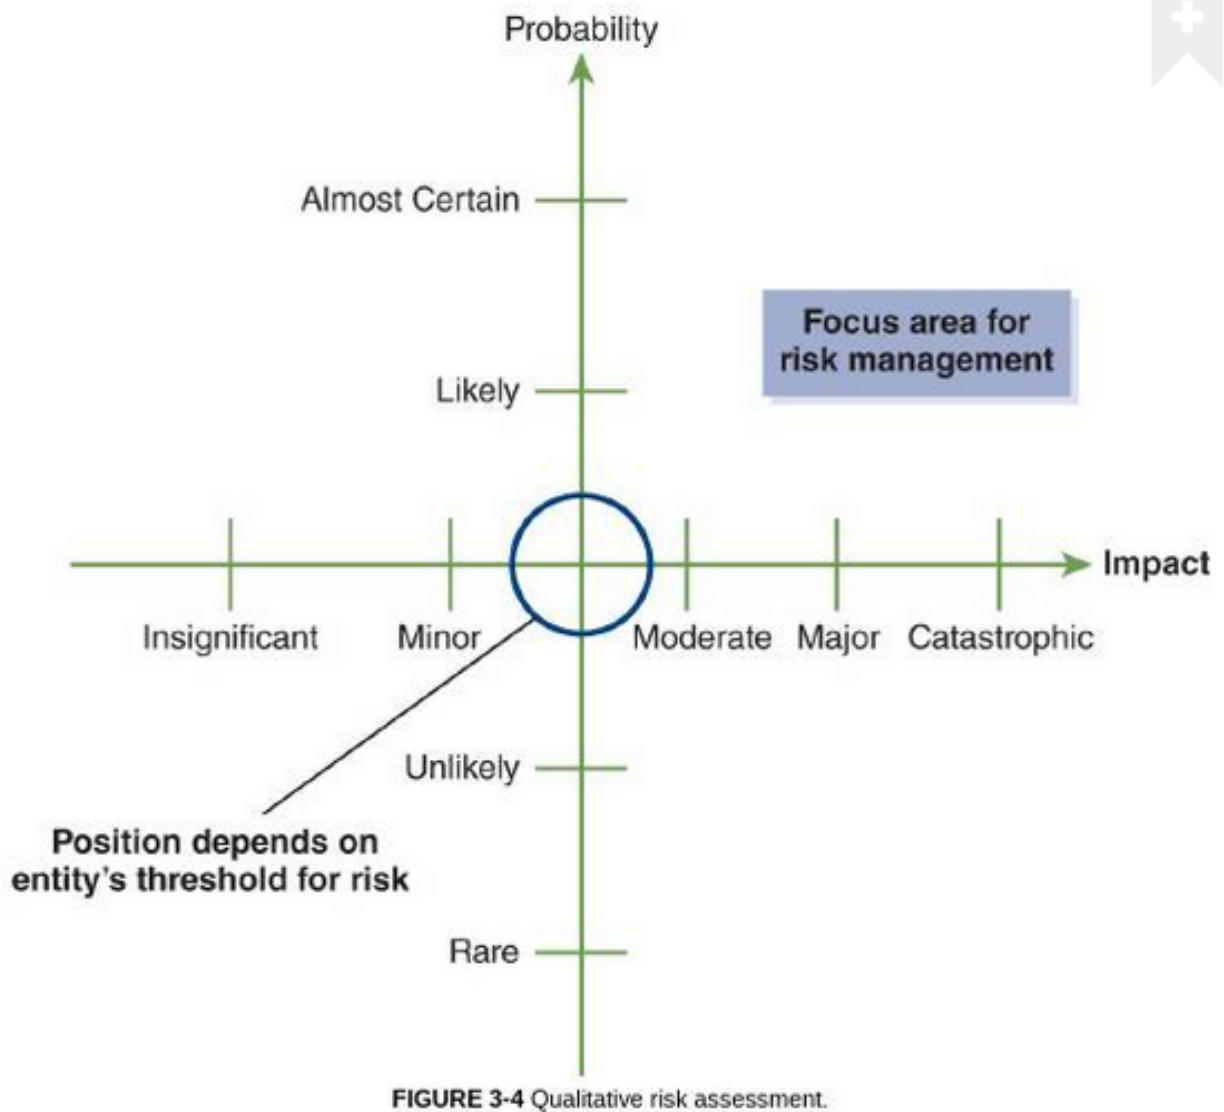 Probability
Almost Certain
Focus area for
risk management
Likely
Impact
Insignificant
Minor
Moderate
Major
Catastrophic
Unlikely
Position depends on
entity's threshold for risk
Rare
FIGURE 3-4 Qualitative risk assessment.